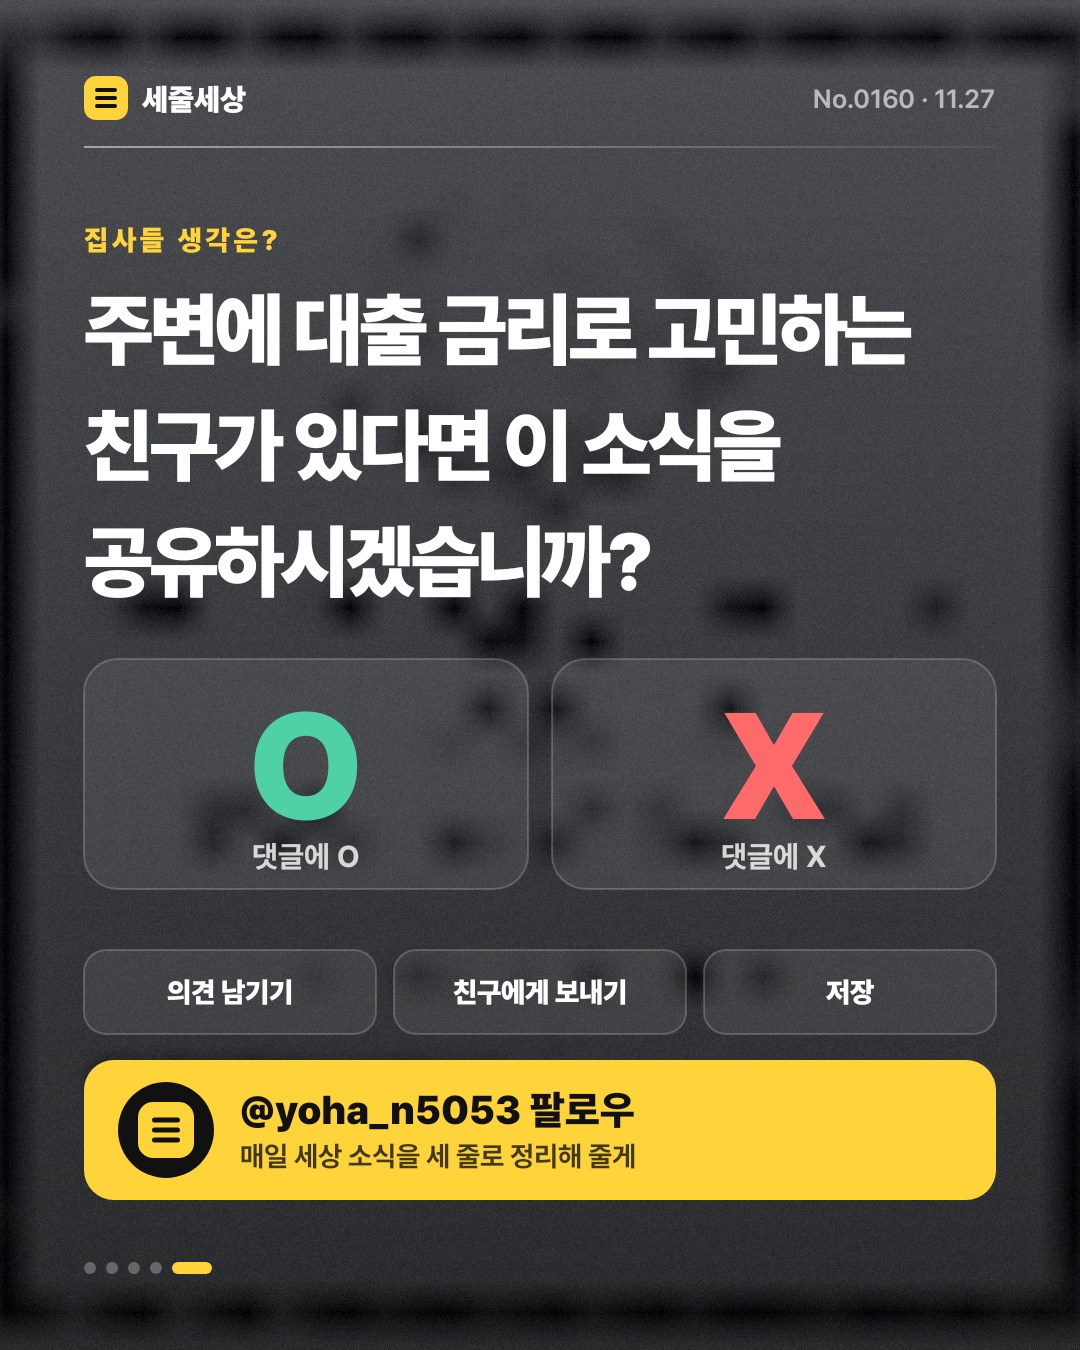 세줄세상
No.0160 · 11.27
집사들 생각은?
주변에 대출 금리로 고민하는
친구가 있다면 이 소식을
공유하시겠습니까?
O
댓글에 O
X
댓글에 X
의견 남기기
친구에게 보내기
저장
@yoha_n5053 팔로우
매일 세상 소식을 세 줄로 정리해 줄게